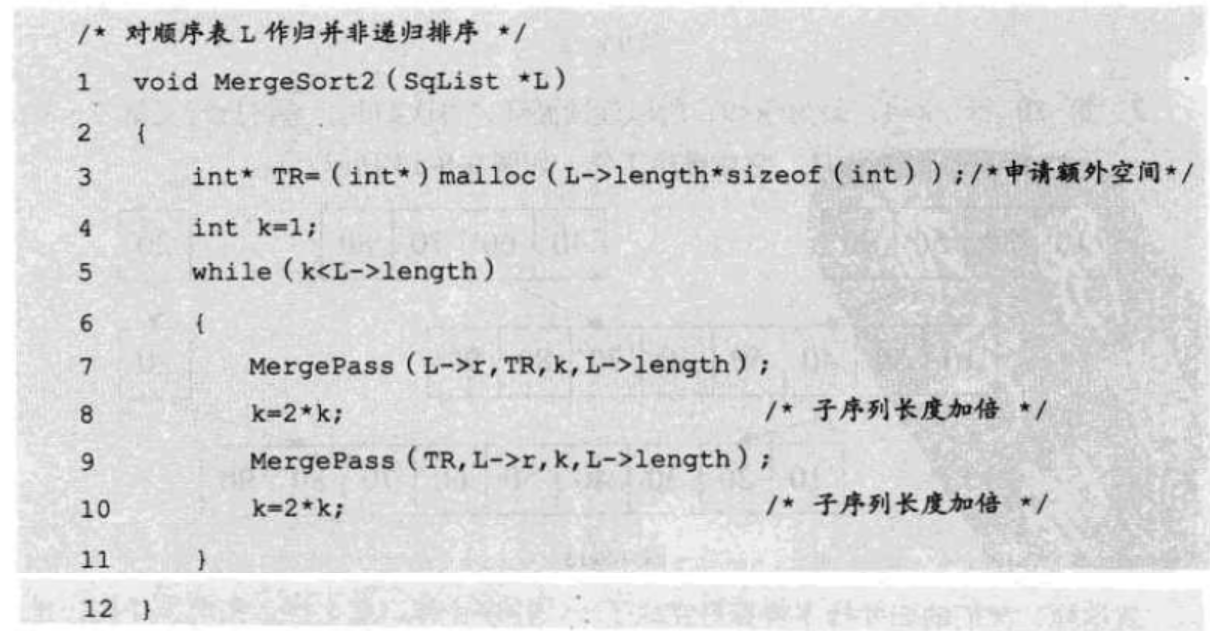 /* 对顺序表 L 作归并非递归排序 */
1 void MergeSort2（SqList *L）
2 {
3 int* TR=（int*）malloc（L->length*sizeof（int））;/*申请额外空间*/
4 int k=1;
5 while（k<L->length）
6 {
7 MergePass（L->r,TR,k,L->length）;
8 k=2*k; /* 子序列长度加倍 */
9 MergePass（TR,L->r,k,L->length）;
10 k=2*k; /* 子序列长度加倍 */
11 }
12 }